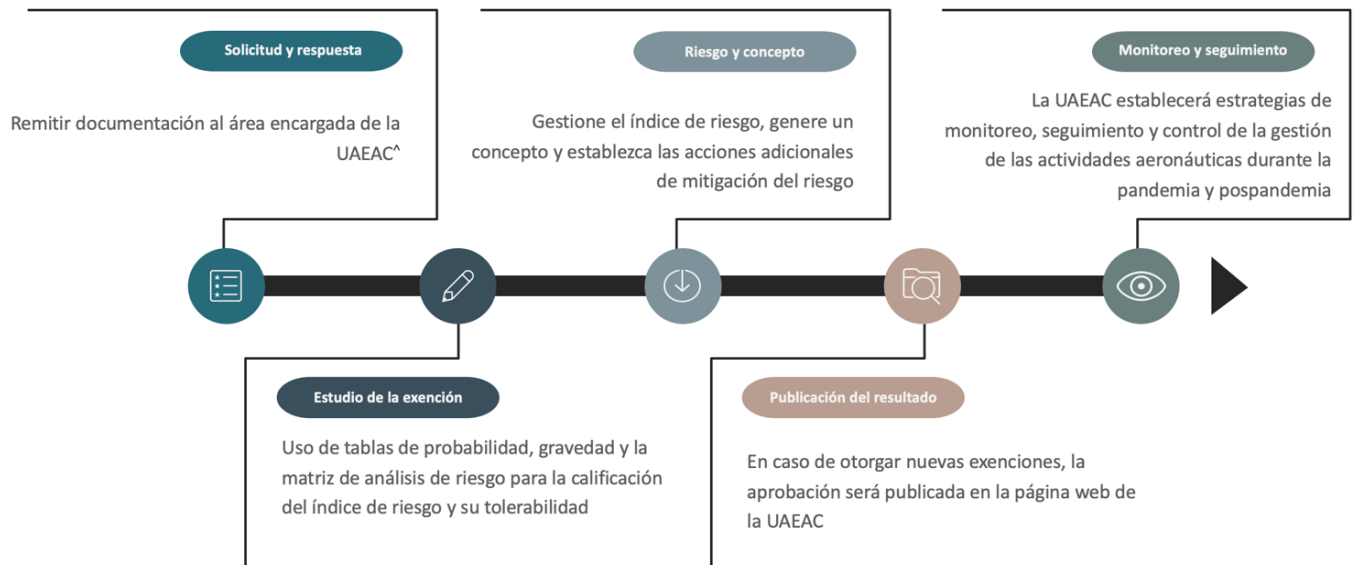 Solicitud y respuesta
Remitir documentación al área encargada de la
UAEAC^
Estudio de la exención
Uso de tablas de probabilidad, gravedad y la
matriz de análisis de riesgo para la calificación
del índice de riesgo y su tolerabilidad
Riesgo y concepto
Gestione el índice de riesgo, genere un
concepto y establezca las acciones adicionales
de mitigación del riesgo
Publicación del resultado
En caso de otorgar nuevas exenciones, la
aprobación será publicada en la página web de
la UAEAC
Monitoreo y seguimiento
La UAEAC establecerá estrategias de
monitoreo, seguimiento y control de la gestión
de las actividades aeronáuticas durante la
pandemia y pospandemia